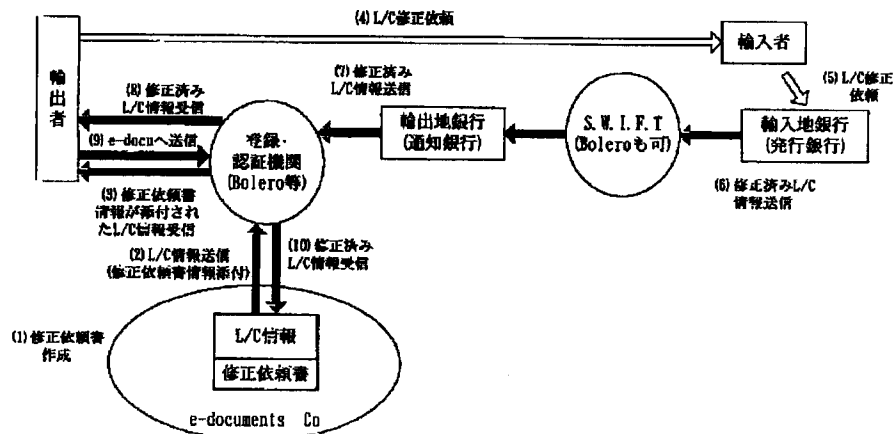 (4) L/C修正依頼
輸入者
輸出者
(5) L/C修正
依頼
(8) 修正済み
L/C情報受信
(7) 修正済み
L/C情報送信
輸出地銀行
(通知銀行)
S.W.I.F.T
(Boleroも可)
輸入地銀行
(発行銀行)
(9) e-docuへ送信
登録・
認証機関
(Bolero等)
(6) 修正済みL/C
情報送信
(3) 修正依頼書
情報が添付され
たL/C情報受信
(2) L/C情報送信
(修正依頼書情報添付)
(10) 修正済み
L/C情報受信
(1) 修正依頼書
作成
L/C情報
修正依頼書
e-documents Co